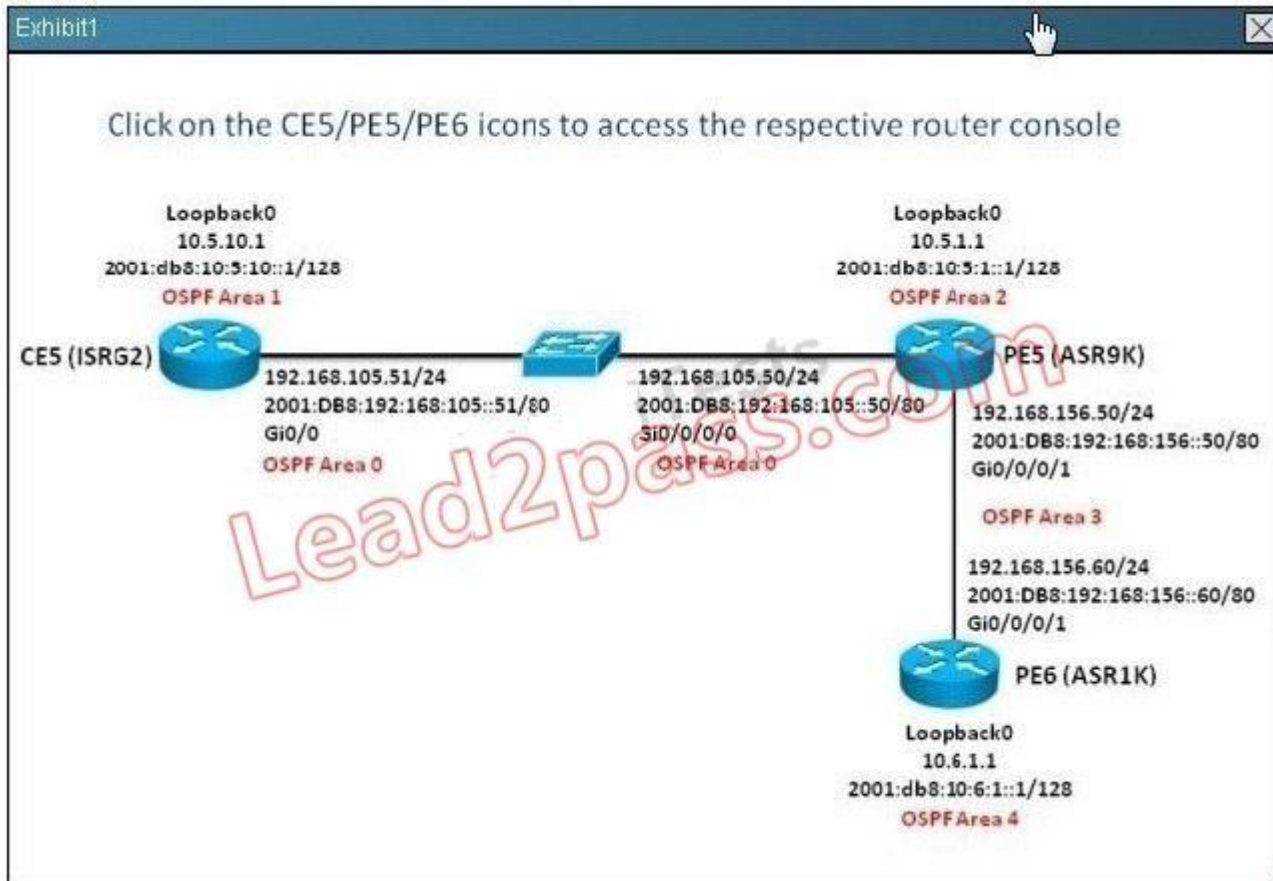 Exhibit1
Click on the CE5/PE5/PE6 icons to access the respective router console
Loopback0
10.5.10.1
2001:db8:10:5:10::1/128
OSPF Area 1
Loopback0
10.5.1.1
2001:db8:10:5:1::1/128
OSPF Area 2
CE5 (ISRG2)
PE5 (ASR9K)
192.168.105.51/24
2001:DB8:192:168:105::51/80
Gi0/0
OSPF Area 0
192.168.105.50/24
2001:DB8:192:168:105::50/80
Gi0/0/0/0
OSPF Area 0
192.168.156.50/24
2001:DB8:192:168:156::50/80
Gi0/0/0/1
OSPF Area 3
192.168.156.60/24
2001:DB8:192:168:156::60/80
Gi0/0/0/1
PE6 (ASR1K)
Loopback0
10.6.1.1
2001:db8:10:6:1::1/128
OSPF Area 4
Lead2pass.com